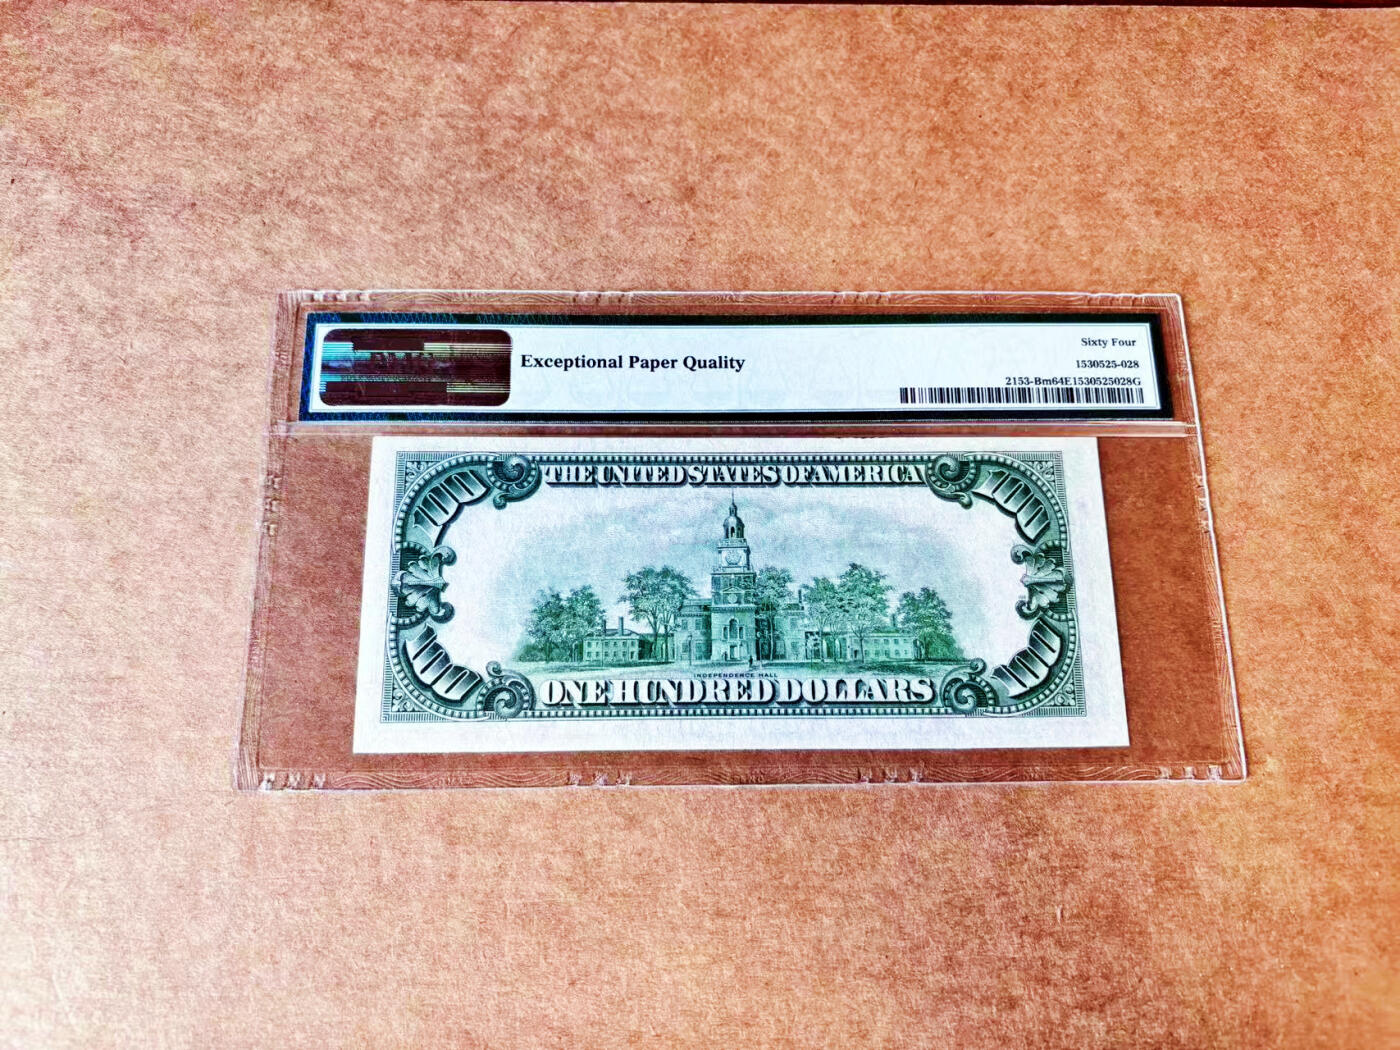 Exceptional Paper Quality
Sixty Four
1530525-028
2153-Bm64E1530525028G
100
THE UNITED STATES OF AMERICA
100
INDEPENDENCE HALL
100
ONE HUNDRED DOLLARS
100